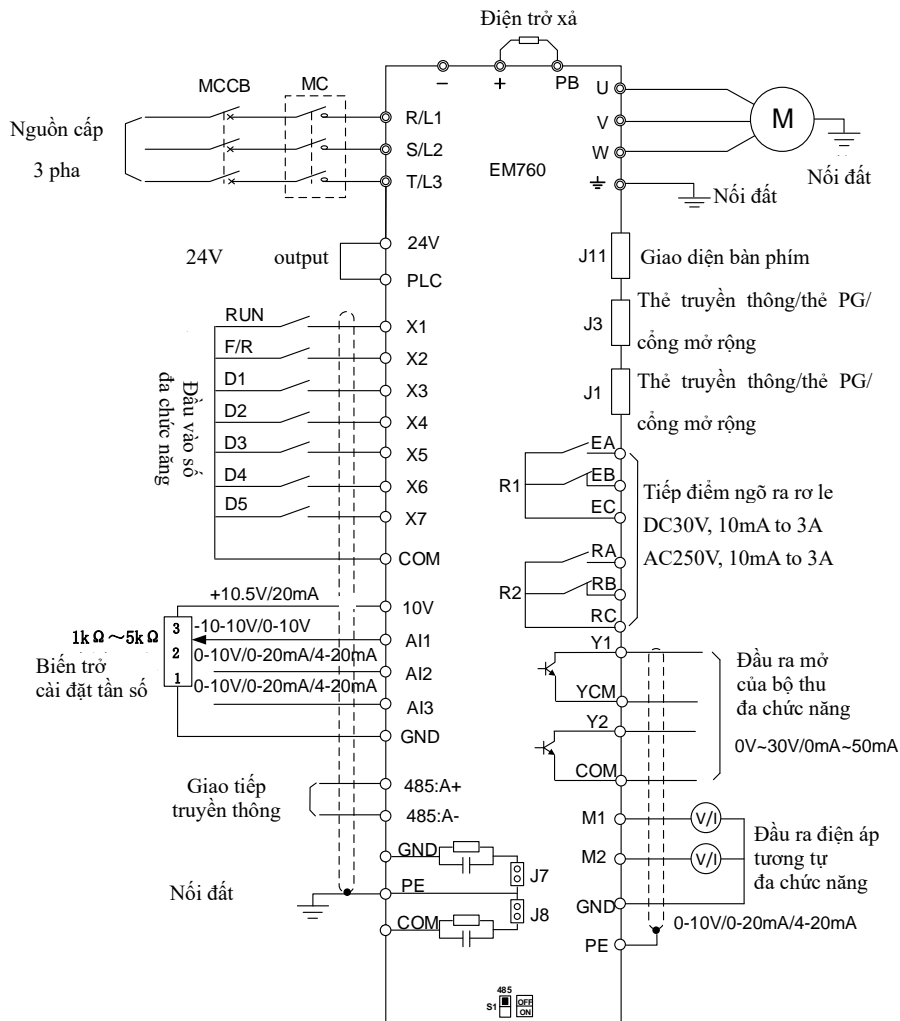 Điện trở xả
MCCB
MC
−
+
PB
Nguồn cấp
3 pha
R/L1
S/L2
T/L3
EM760
U
V
W
M
Nối đất
Nối đất
24V
output
24V
PLC
J11
Giao diện bàn phím
J3
Thẻ truyền thông/thẻ PG/
cổng mở rộng
J1
Thẻ truyền thông/thẻ PG/
cổng mở rộng
Đầu vào số
đa chức năng
RUN
X1
F/R
X2
D1
X3
D2
X4
D3
X5
D4
X6
D5
X7
COM
R1
EA
EB
EC
R2
RA
RB
RC
Tiếp điểm ngõ ra rơ le
DC30V, 10mA to 3A
AC250V, 10mA to 3A
+10.5V/20mA
10V
1kΩ~5kΩ
3
2
1
-10-10V/0-10V
AI1
Biến trở
cài đặt tần số
0-10V/0-20mA/4-20mA
AI2
0-10V/0-20mA/4-20mA
AI3
GND
Y1
YCM
Y2
COM
Đầu ra mở
của bộ thu
đa chức năng
0V~30V/0mA~50mA
Giao tiếp
truyền thông
485:A+
485:A-
M1
V/I
M2
V/I
GND
Đầu ra điện áp
tương tự
đa chức năng
0-10V/0-20mA/4-20mA
PE
GND
J7
Nối đất
PE
J8
COM
485
S1
OFF
ON